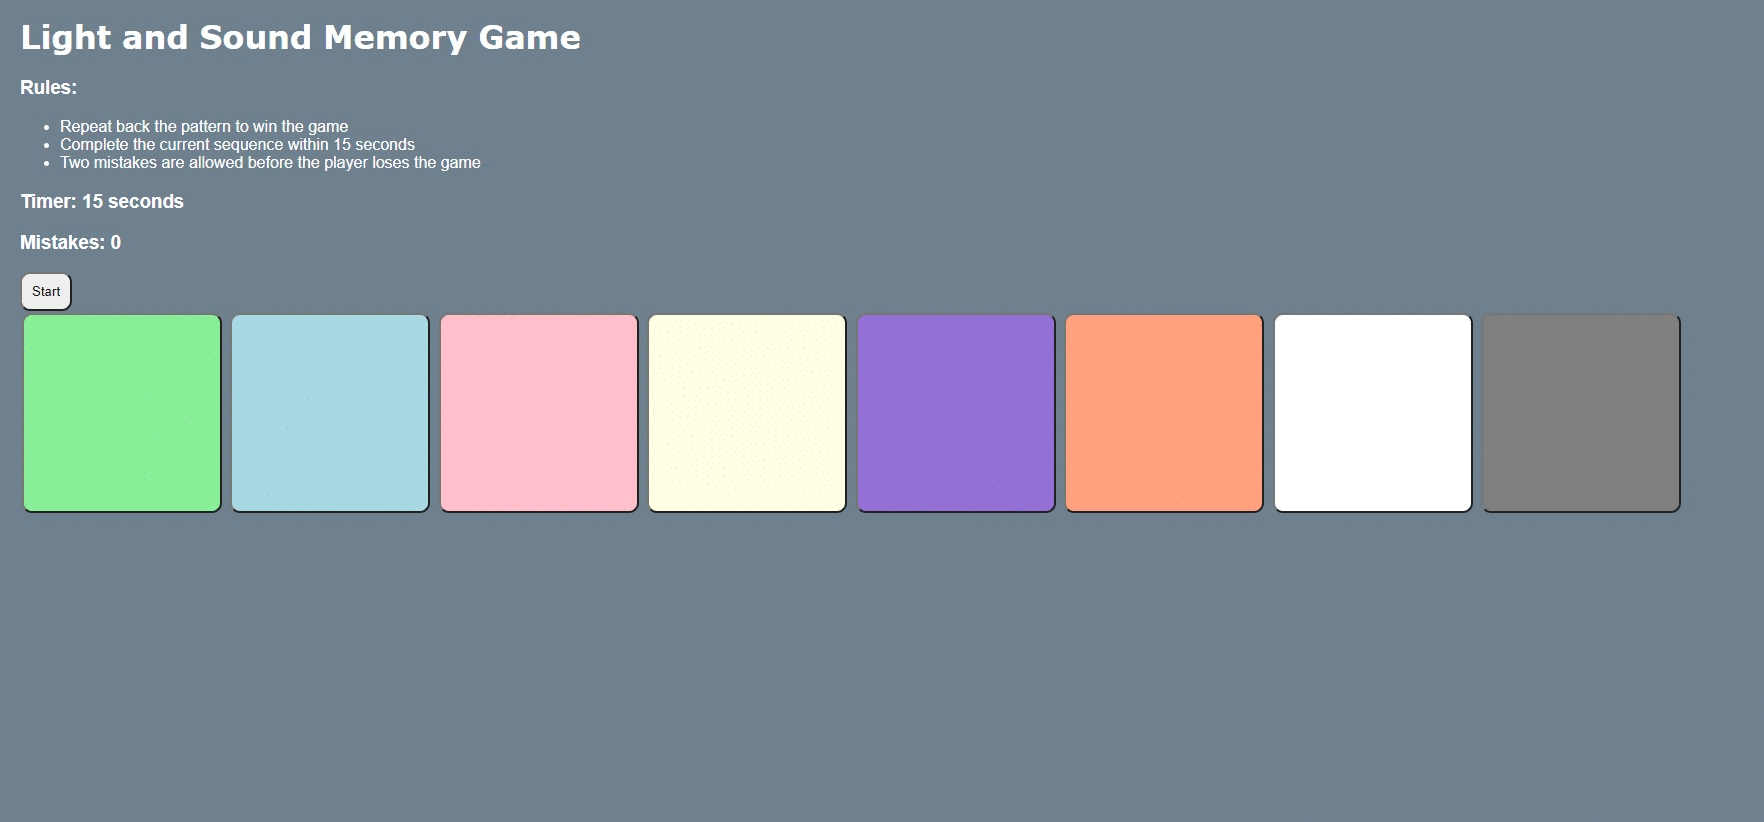 Light and Sound Memory Game
Rules:
• Repeat back the pattern to win the game
• Complete the current sequence within 15 seconds
• Two mistakes are allowed before the player loses the game
Timer: 15 seconds
Mistakes: 0
Start